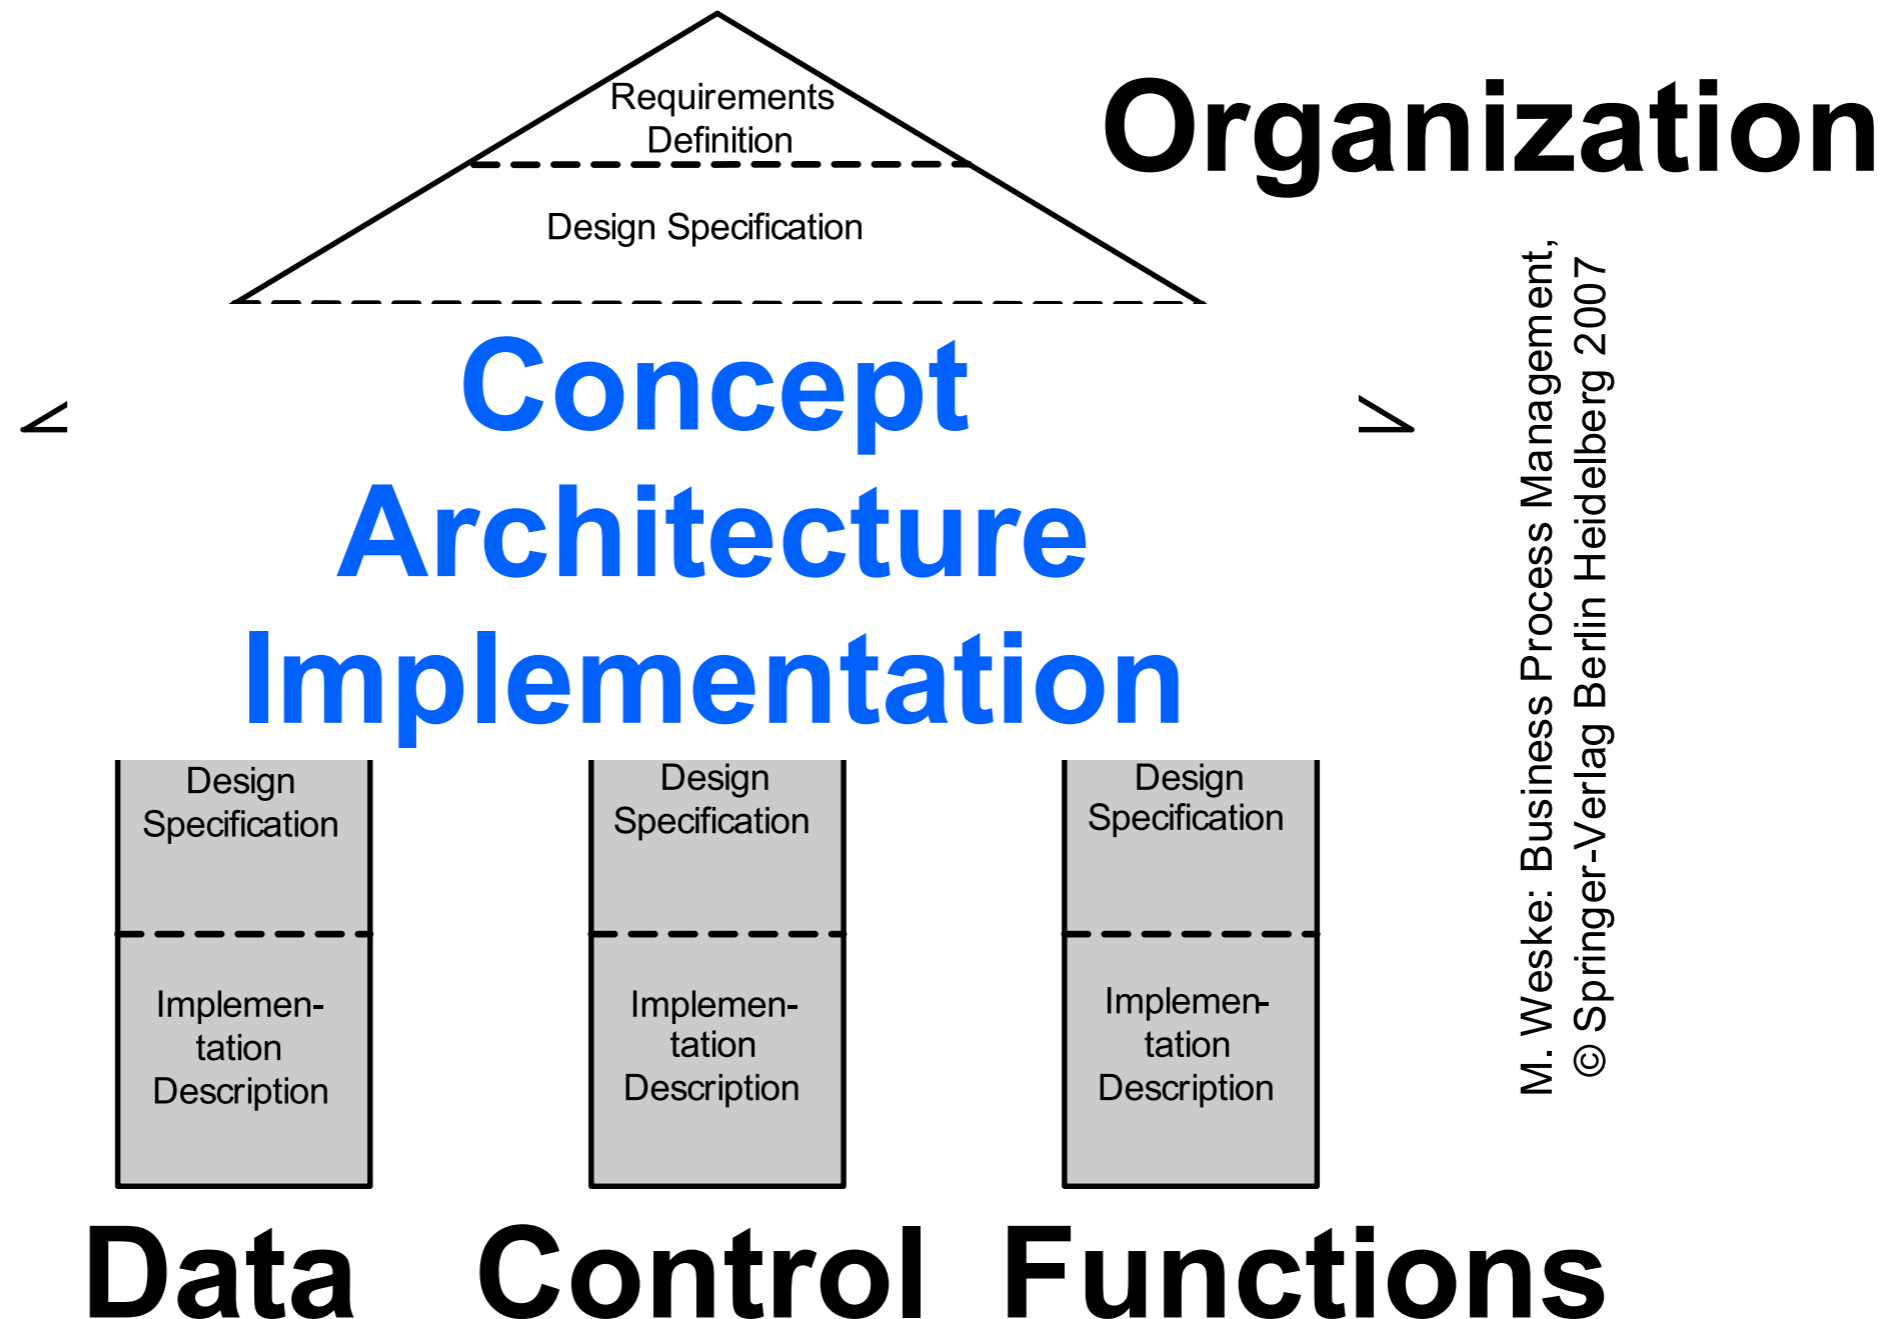 Requirements
Definition
Design Specification
Organization
Concept
Architecture
Implementation
Design
Specification
Implemen-
tation
Description
Design
Specification
Implemen-
tation
Description
Design
Specification
Implemen-
tation
Description
Data
Control
Functions
M. Weske: Business Process Management,
© Springer-Verlag Berlin Heidelberg 2007